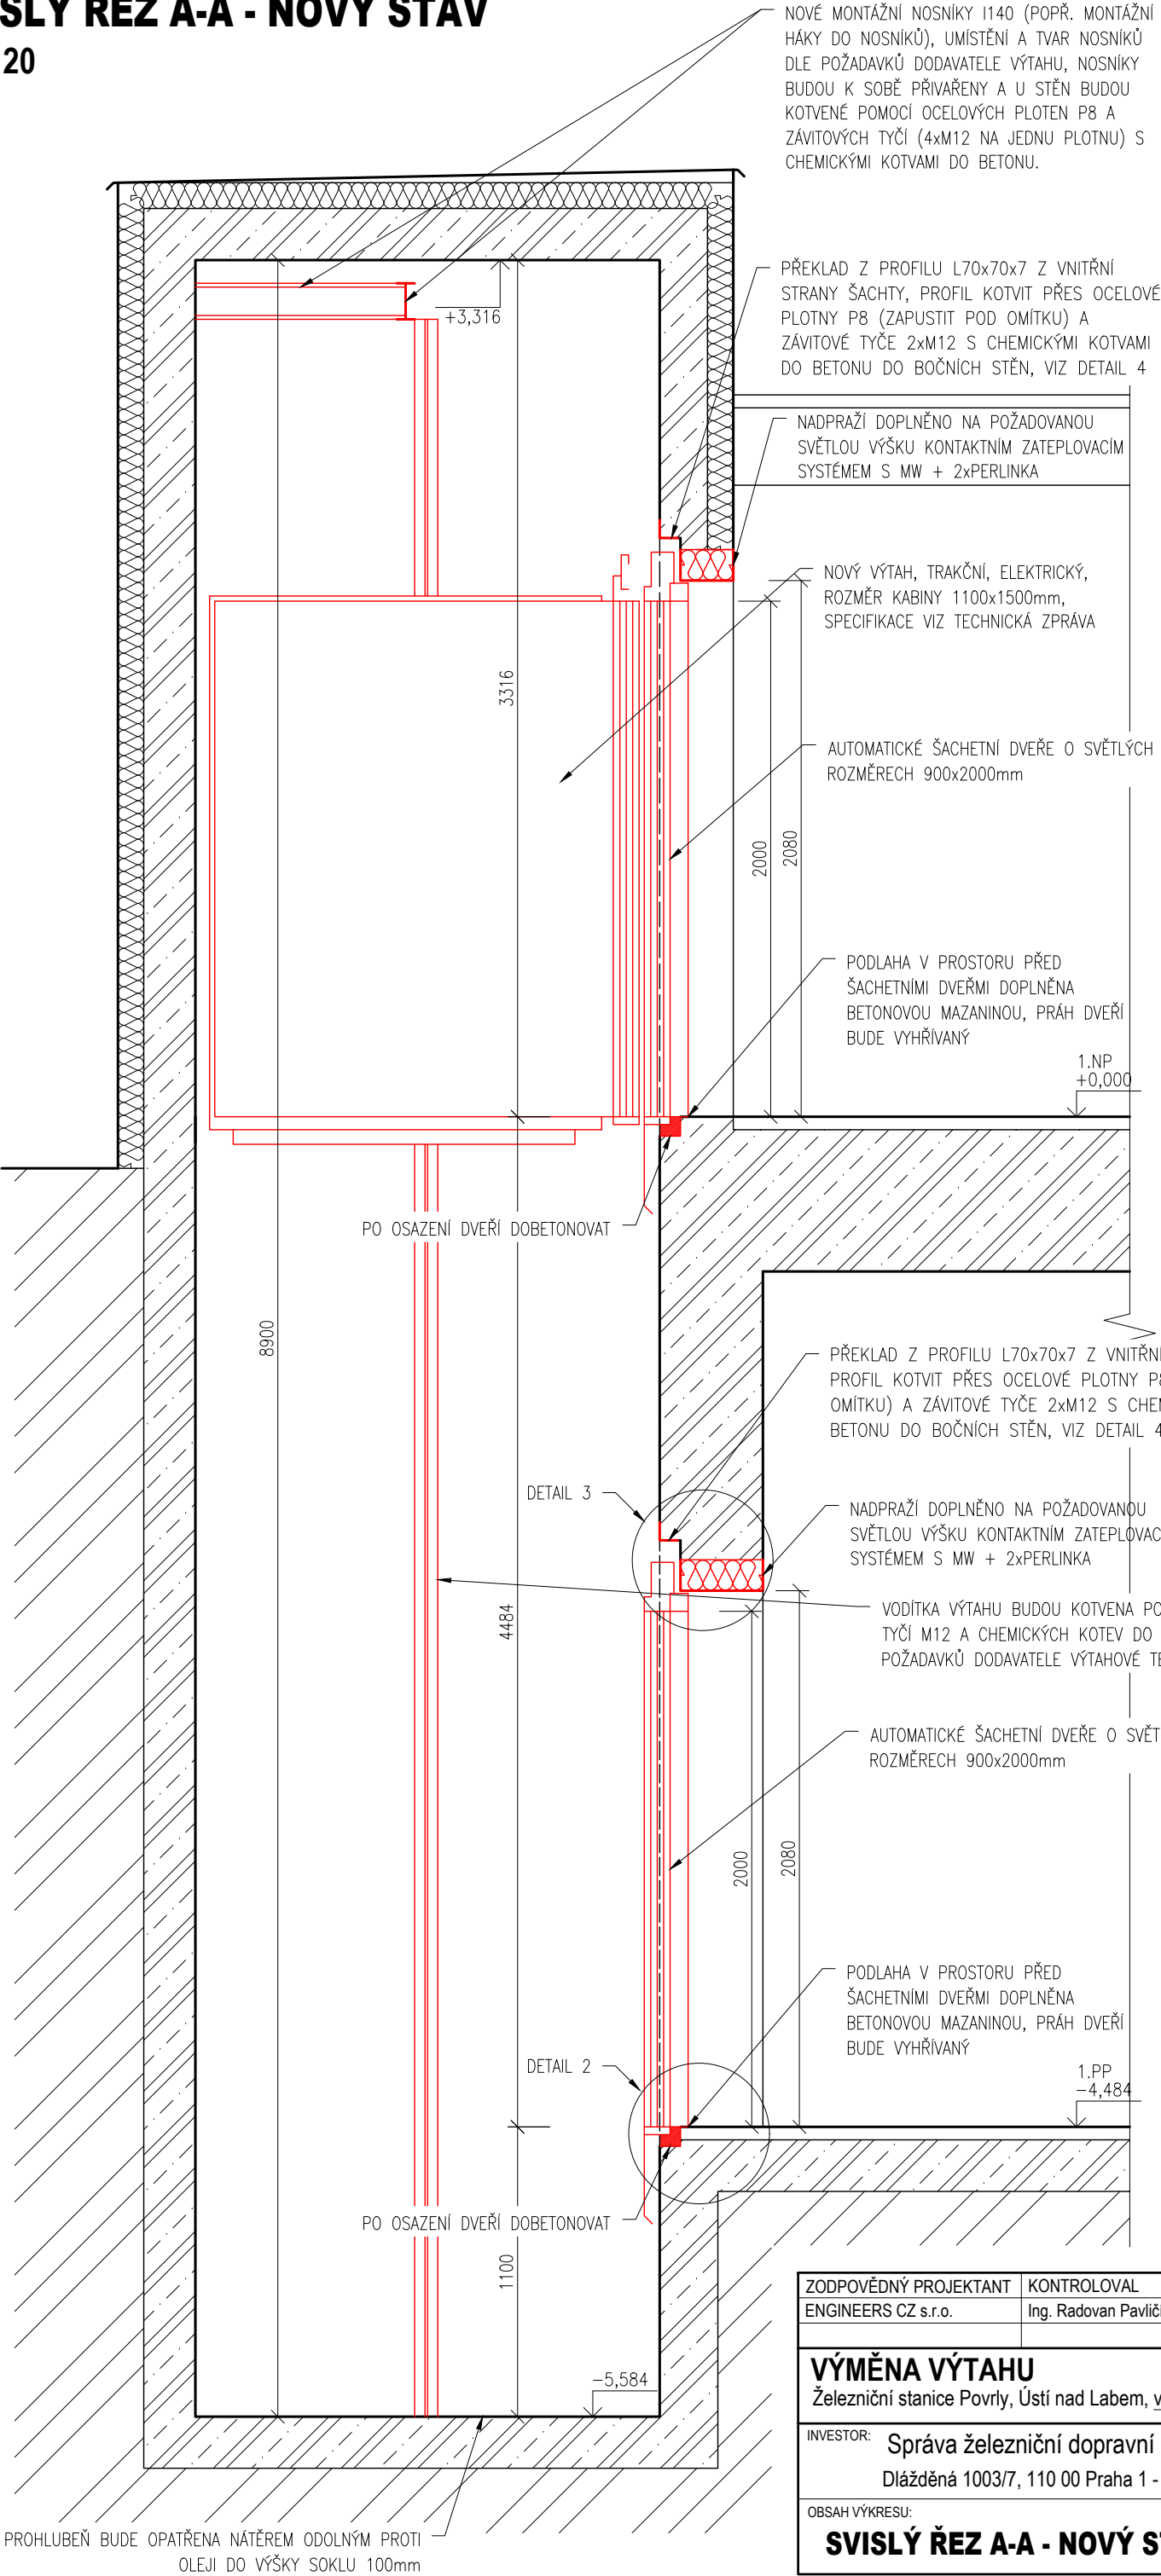 SLÝ ŘEZ A-A - NOVÝ STAV
20
NOVÉ MONTÁŽNÍ NOSNÍKY I140 (POPŘ. MONTÁŽNÍ
HÁKY DO NOSNÍKŮ), UMÍSTĚNÍ A TVAR NOSNÍKŮ
DLE POŽADAVKŮ DODAVATELE VÝTAHU, NOSNÍKY
BUDOU K SOBĚ PŘIVAŘENY A U STĚN BUDOU
KOTVENÉ POMOCÍ OCELOVÝCH PLOTEN P8 A
ZÁVITOVÝCH TYČÍ (4xM12 NA JEDNU PLOTNU) S
CHEMICKÝMI KOTVAMI DO BETONU.
PŘEKLAD Z PROFILU L70x70x7 Z VNITŘNÍ
STRANY ŠACHTY, PROFIL KOTVIT PŘES OCELOVÉ
PLOTNY P8 (ZAPUSTIT POD OMÍTKU) A
ZÁVITOVÉ TYČE 2xM12 S CHEMICKÝMI KOTVAMI
DO BETONU DO BOČNÍCH STĚN, VIZ DETAIL 4
+3,316
NADPRAŽÍ DOPLNĚNO NA POŽADOVANOU
SVĚTLOU VÝŠKU KONTAKTNÍM ZATEPLOVACÍM
SYSTÉMEM S MW + 2xPERLINKA
NOVÝ VÝTAH, TRAKČNÍ, ELEKTRICKÝ,
ROZMĚR KABINY 1100x1500mm,
SPECIFIKACE VIZ TECHNICKÁ ZPRÁVA
3316
AUTOMATICKÉ ŠACHETNÍ DVEŘE O SVĚTLÝCH
ROZMĚRECH 900x2000mm
2000
2080
PODLAHA V PROSTORU PŘED
ŠACHETNÍMI DVEŘMI DOPLNĚNA
BETONOVOU MAZANINOU, PRÁH DVEŘÍ
BUDE VYHŘÍVANÝ
1.NP
+0,000
PO OSAZENÍ DVEŘÍ DOBETONOVAT
8900
PŘEKLAD Z PROFILU L70x70x7 Z VNITŘN
PROFIL KOTVIT PŘES OCELOVÉ PLOTNY P8
OMÍTKU) A ZÁVITOVÉ TYČE 2xM12 S CHE
BETONU DO BOČNÍCH STĚN, VIZ DETAIL 4
DETAIL 3
NADPRAŽÍ DOPLNĚNO NA POŽADOVANOU
SVĚTLOU VÝŠKU KONTAKTNÍM ZATEPLOVAC
SYSTÉMEM S MW + 2xPERLINKA
4484
VODÍTKA VÝTAHU BUDOU KOTVENA PO
TYČÍ M12 A CHEMICKÝCH KOTEV DO
POŽADAVKŮ DODAVATELE VÝTAHOVÉ TE
AUTOMATICKÉ ŠACHETNÍ DVEŘE O SVĚT
ROZMĚRECH 900x2000mm
2000
2080
PODLAHA V PROSTORU PŘED
ŠACHETNÍMI DVEŘMI DOPLNĚNA
BETONOVOU MAZANINOU, PRÁH DVEŘÍ
BUDE VYHŘÍVANÝ
DETAIL 2
1.PP
-4,484
PO OSAZENÍ DVEŘÍ DOBETONOVAT
1100
-5,584
ZODPOVĚDNÝ PROJEKTANT KONTROLOVAL
ENGINEERS CZ s.r.o. Ing. Radovan Pavlič
VÝMĚNA VÝTAHU
Železniční stanice Povrly, Ústí nad Labem, v
INVESTOR: Správa železniční dopravní
Dlážděná 1003/7, 110 00 Praha 1 -
OBSAH VÝKRESU:
SVISLÝ ŘEZ A-A - NOVÝ ST
PROHLUBEŇ BUDE OPATŘENA NÁTĚREM ODOLNÝM PROTI
OLEJI DO VÝŠKY SOKLU 100mm